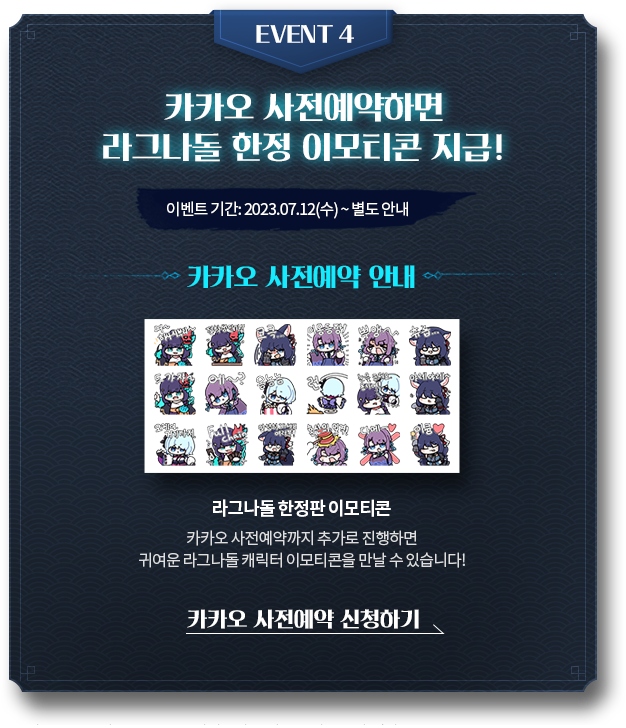 EVENT 4
카카오 사전예약하면
라그나돌 한정 이모티콘 지급!
이벤트 기간: 2023.07.12(수) ~ 별도 안내
카카오 사전예약 안내
라그나돌 한정판 이모티콘
카카오 사전예약까지 추가로 진행하면
귀여운 라그나돌 캐릭터 이모티콘을 만날 수 있습니다!
카카오 사전예약 신청하기